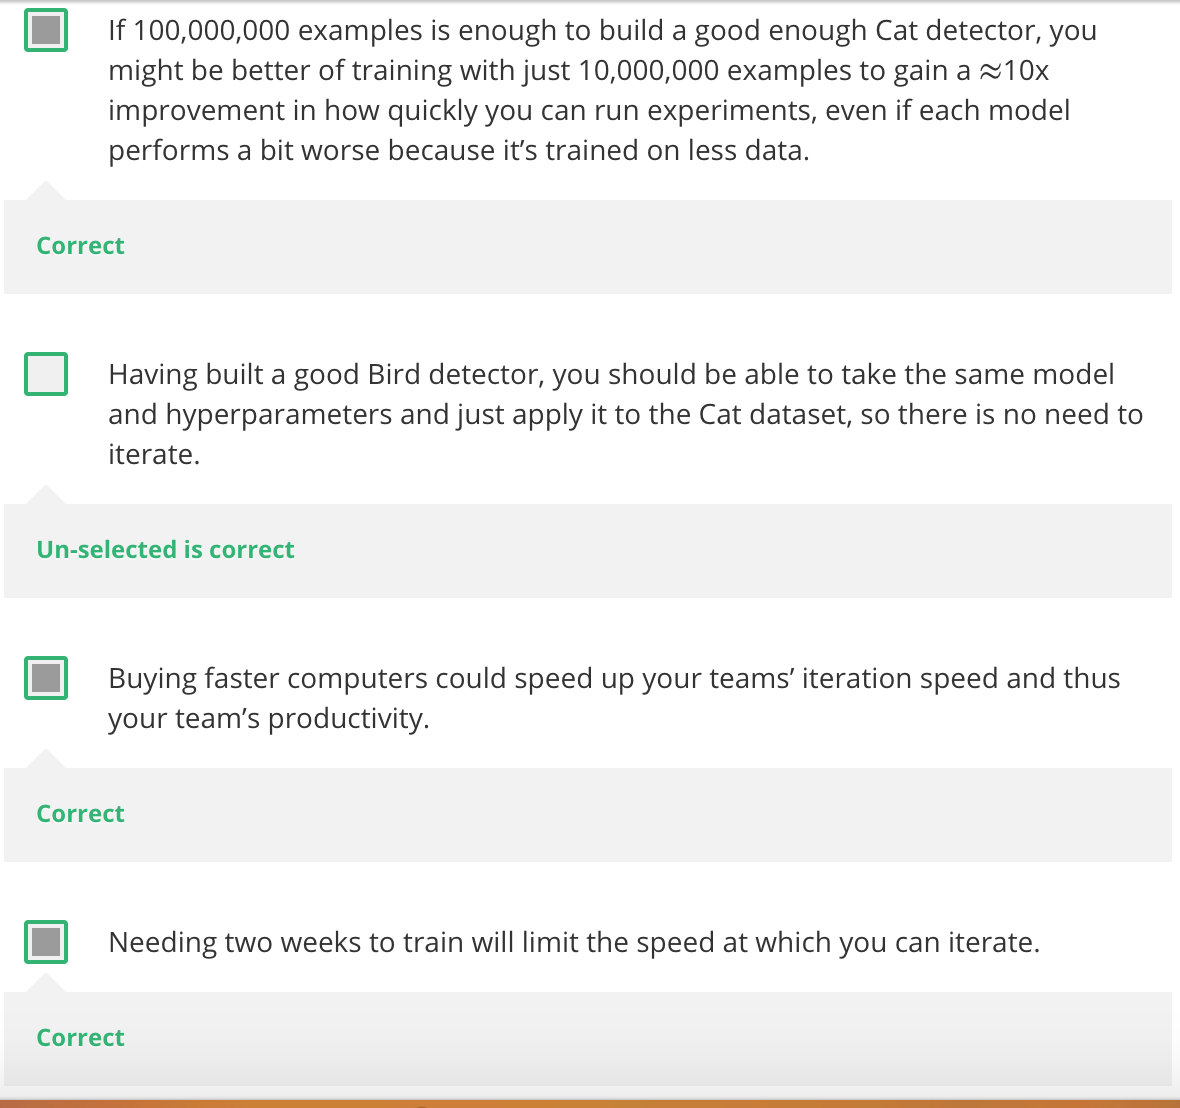 If 100,000,000 examples is enough to build a good enough Cat detector, you
might be better of training with just 10,000,000 examples to gain a ≈10x
improvement in how quickly you can run experiments, even if each model
performs a bit worse because it’s trained on less data.
Correct
Having built a good Bird detector, you should be able to take the same model
and hyperparameters and just apply it to the Cat dataset, so there is no need to
iterate.
Un-selected is correct
Buying faster computers could speed up your teams’ iteration speed and thus
your team’s productivity.
Correct
Needing two weeks to train will limit the speed at which you can iterate.
Correct